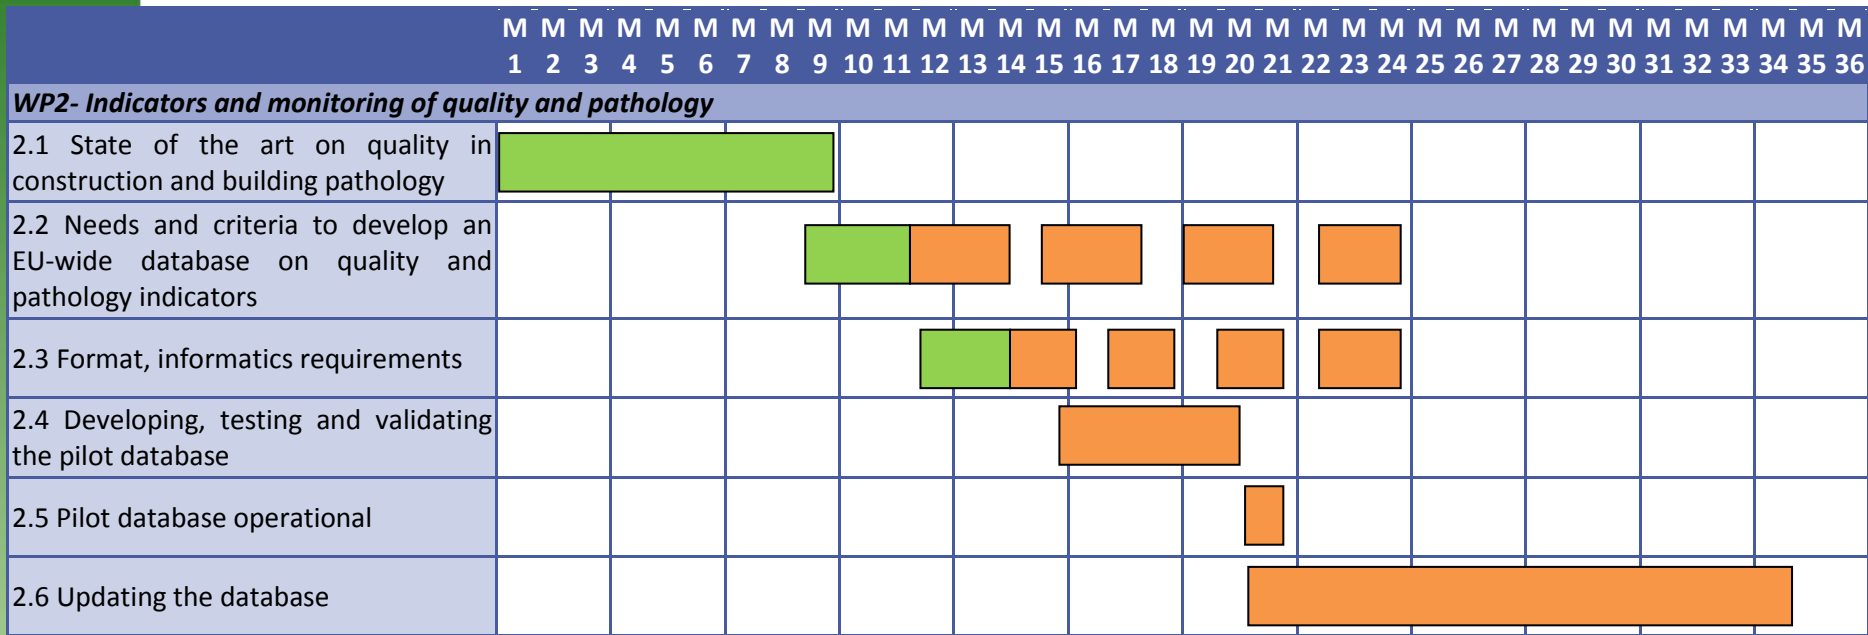 M M M M M M M M M M M M M M M M M M M M M M M M M M M M M M M M M M M M
1 2 3 4 5 6 7 8 9 10 11 12 13 14 15 16 17 18 19 20 21 22 23 24 25 26 27 28 29 30 31 32 33 34 35 36
WP2- Indicators and monitoring of quality and pathology
2.1 State of the art on quality in
construction and building pathology
2.2 Needs and criteria to develop an
EU-wide database on quality and
pathology indicators
2.3 Format, informatics requirements
2.4 Developing, testing and validating
the pilot database
2.5 Pilot database operational
2.6 Updating the database